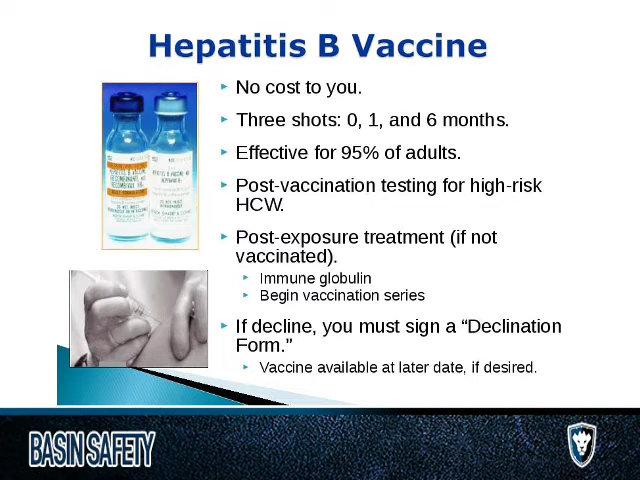 Hepatitis B Vaccine
No cost to you.
Three shots: 0, 1, and 6 months.
Effective for 95% of adults.
Post-vaccination testing for high-risk
HCW.
Post-exposure treatment (if not
vaccinated).
Immune globulin
Begin vaccination series
If decline, you must sign a “Declination
Form.”
Vaccine available at later date, if desired.
BASIN SAFETY